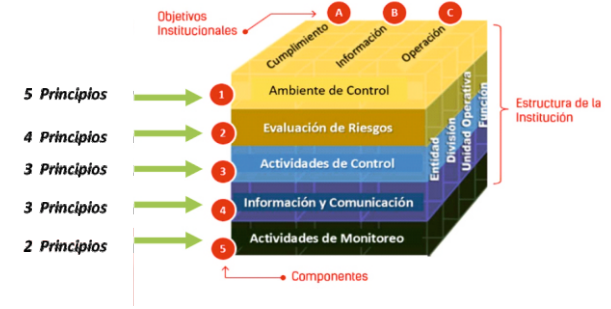 Objetivos
Institucionales
A
B
C
Cumplimiento
Información
Operación
5 Principios
1
Ambiente de Control
4 Principios
2
Evaluación de Riesgos
3 Principios
3
Actividades de Control
3 Principios
4
Información y Comunicación
2 Principios
5
Actividades de Monitoreo
Entidad
División
Unidad Operativa
Función
Estructura de la
Institución
Componentes